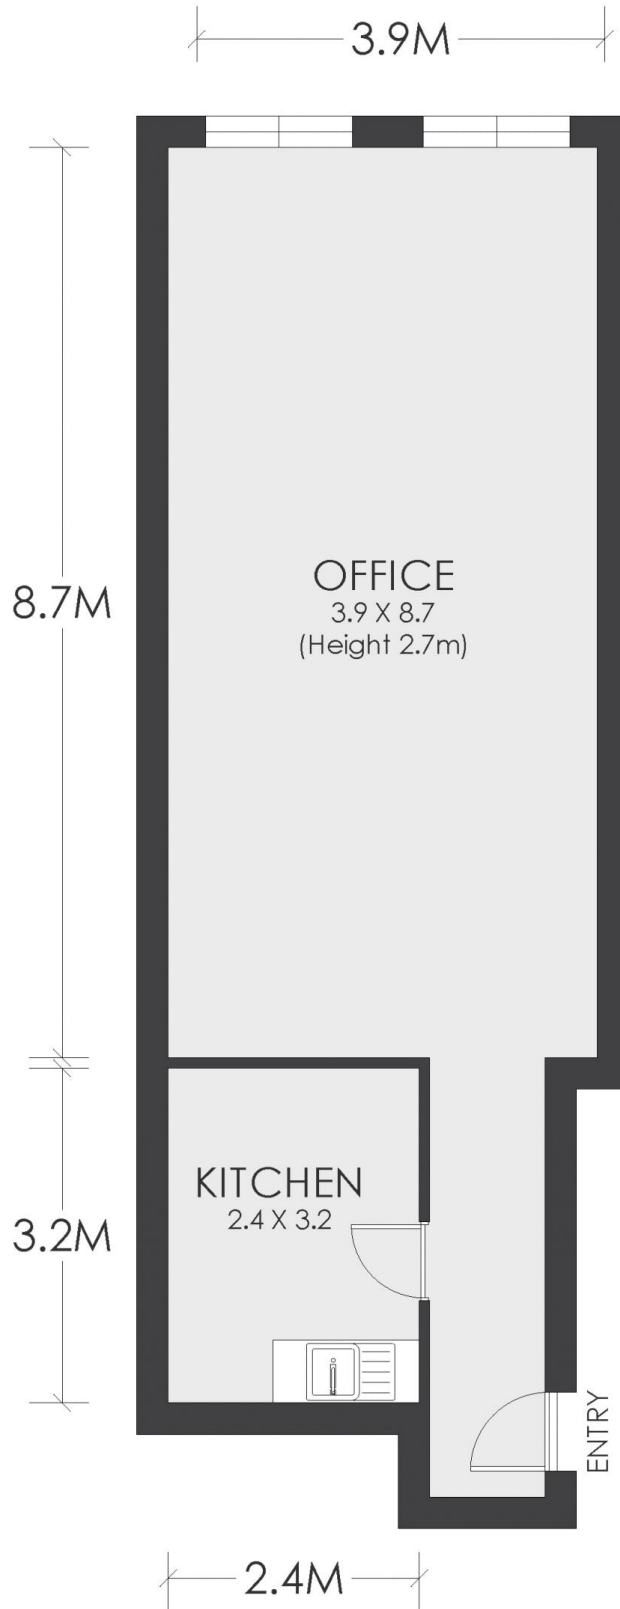 3.9M
8.7M
OFFICE
3.9 X 8.7
(Height 2.7m)
3.2M
KITCHEN
2.4 X 3.2
ENTRY
2.4M